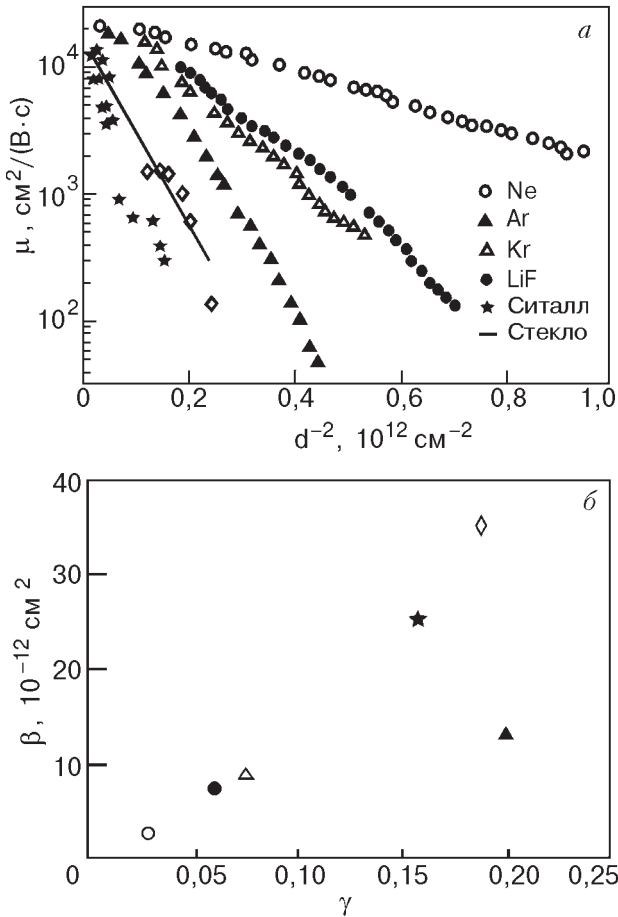 а
10⁴
10³
10²
μ , см²/(В · с)
Ne
Ar
Kr
LiF
Ситалл
Стекло
0 0,2 0,4 0,6 0,8 1,0
d⁻², 10¹² см⁻²
б
40
30
20
10
0
β, 10⁻¹² см²
0,05 0,10 0,15 0,20 0,25
γ